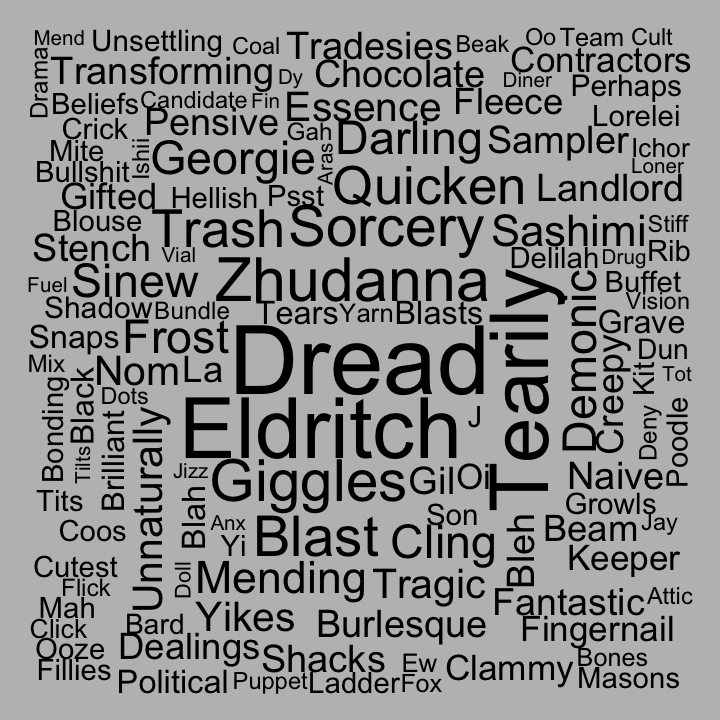 Mend Unsettling Coal Tradesies Beak Oo Team Cult
Drama Transforming Dy Chocolate Diner Contractors
Perhaps
Beliefs Candidate Fin Essence Fleece Lorelei
Crick Pensive Gah Darling Sampler Ichor
Mite Ishii Georgie Aras Loner
Bullshit Quicken Landlord
Gifted Hellish Psst
Blouse Trash Sorcery Sashimi Stiff
Stench Vial Delilah Drug Rib
Fuel Sinew Zhudanna Buffet
Vision
Shadow Bundle Tears Yarn Blasts Tearily Demonic Grave
Snaps Frost Dread Creepy Dun
Mix Nom La Kit Tot
Bonding Black Dots
Tilts Brilliant Unnaturally Eldritch J Deny Poodle
Jizz Giggles Gil Oi Naive
Tits Blah Growls
Coos Anx Son Beam Jay
Yi Blast Cling Bleh Keeper
Cutest Doll Mending Tragic
Flick Fantastic Attic
Mah Yikes Burlesque Fingernail
Click Bard
Ooze Dealings Shacks Ew Clammy Bones
Fillies Political Puppet Ladder Fox Masons